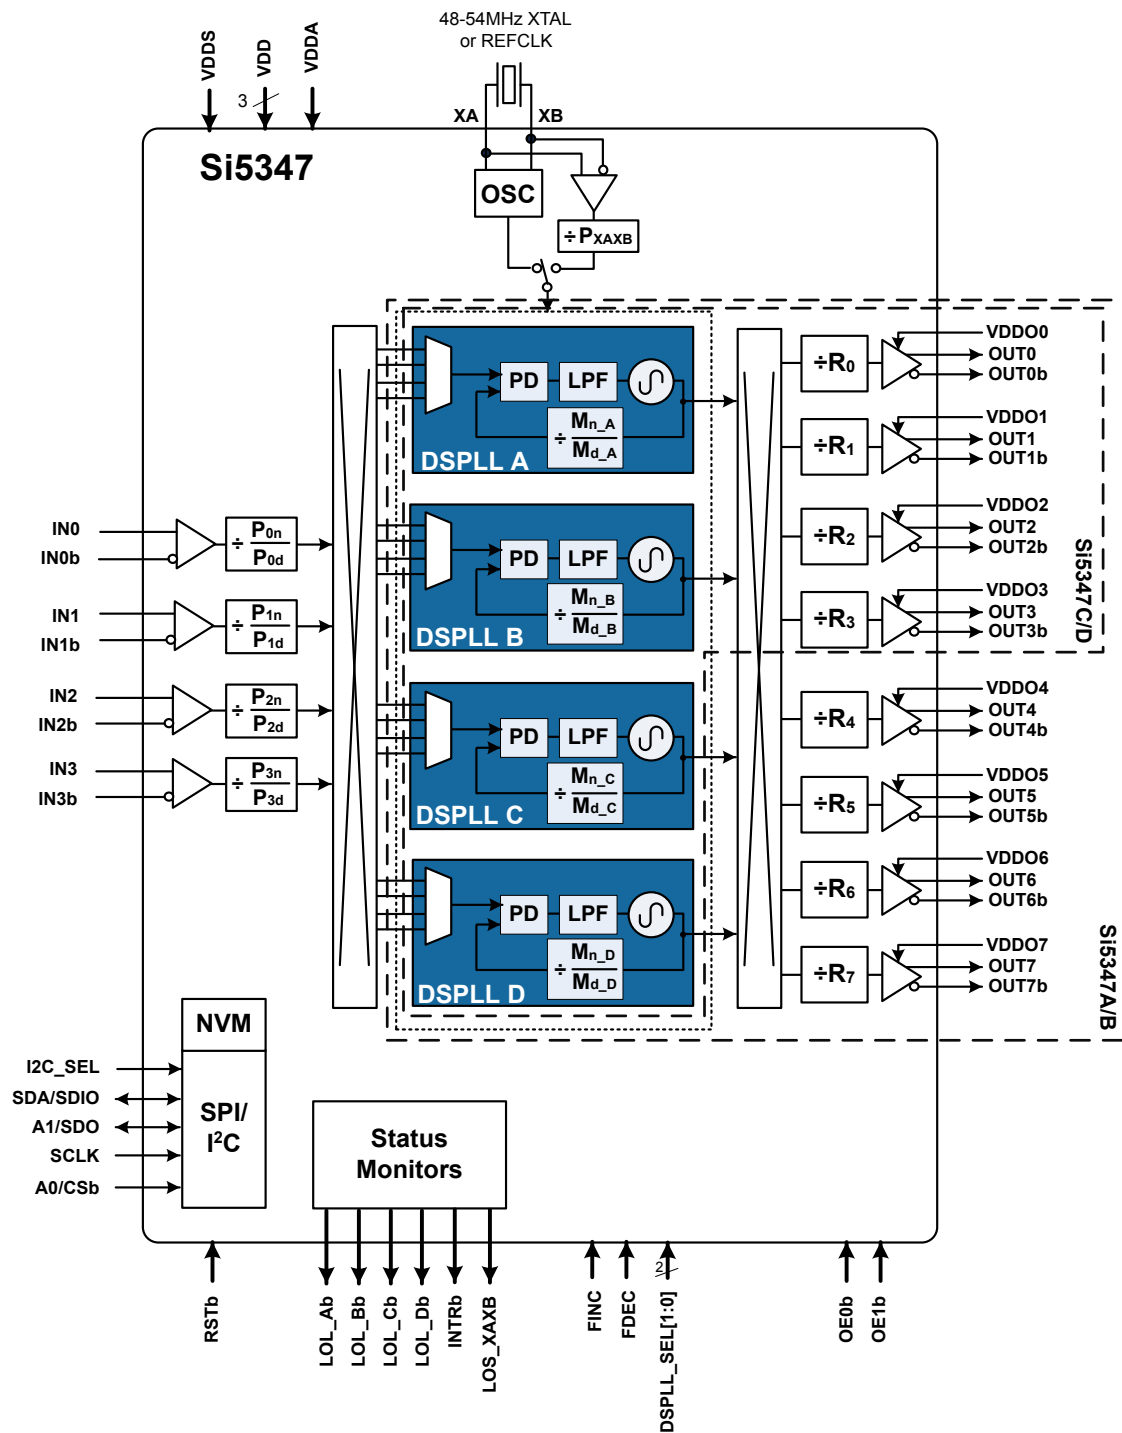 48-54MHz XTAL
or REFCLK
VDDS
VDD
VDDA
3
XA
XB
Si5347
OSC
÷PXAXB
VDDO0
OUT0
OUT0b
÷R0
PD
LPF
÷ Mn_A
Md_A
DSPLL A
VDDO1
OUT1
OUT1b
÷R1
IN0
IN0b
÷ P0n
P0d
PD
LPF
÷ Mn_B
Md_B
DSPLL B
VDDO2
OUT2
OUT2b
÷R2
Si5347C/D
IN1
IN1b
÷ P1n
P1d
VDDO3
OUT3
OUT3b
÷R3
IN2
IN2b
÷ P2n
P2d
PD
LPF
÷ Mn_C
Md_C
DSPLL C
VDDO4
OUT4
OUT4b
÷R4
IN3
IN3b
÷ P3n
P3d
VDDO5
OUT5
OUT5b
÷R5
VDDO6
OUT6
OUT6b
÷R6
PD
LPF
÷ Mn_D
Md_D
DSPLL D
VDDO7
OUT7
OUT7b
÷R7
Si5347A/B
NVM
I2C_SEL
SDA/SDIO
A1/SDO
SCLK
A0/CSb
SPI/
I²C
Status
Monitors
RSTb
LOL_Ab
LOL_Bb
LOL_Cb
LOL_Db
INTRb
LOS_XAXB
FINC
FDEC
2
DSPLL_SEL[1:0]
OE0b
OE1b